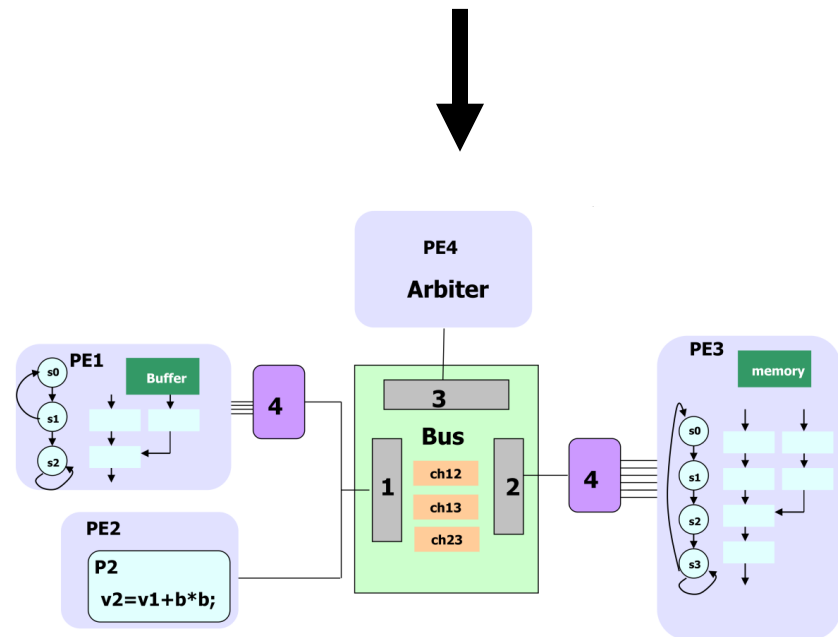 PE4
Arbiter
PE1
s0
s1
s2
Buffer
4
3
Bus
1
2
ch12
ch13
ch23
4
PE3
memory
s0
s1
s2
s3
PE2
P2
v2=v1+b*b;